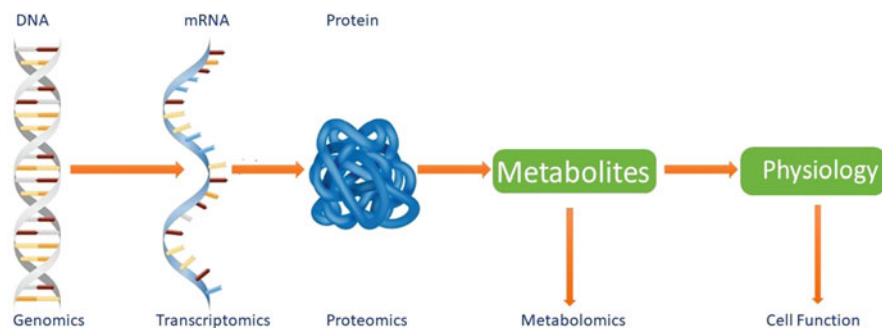 DNA
mRNA
Protein
Metabolites
Physiology
Genomics
Transcriptomics
Proteomics
Metabolomics
Cell Function